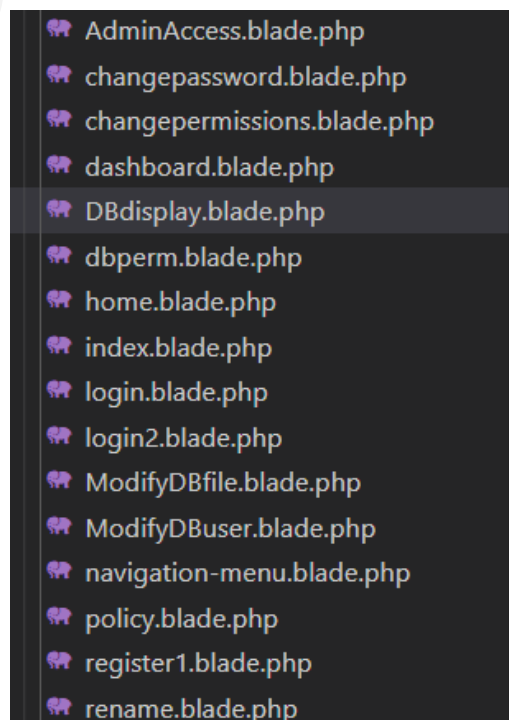 AdminAccess.blade.php
changepassword.blade.php
changepermissions.blade.php
dashboard.blade.php
DBdisplay.blade.php
dbperm.blade.php
home.blade.php
index.blade.php
login.blade.php
login2.blade.php
ModifyDBfile.blade.php
ModifyDBuser.blade.php
navigation-menu.blade.php
policy.blade.php
register1.blade.php
rename.blade.php